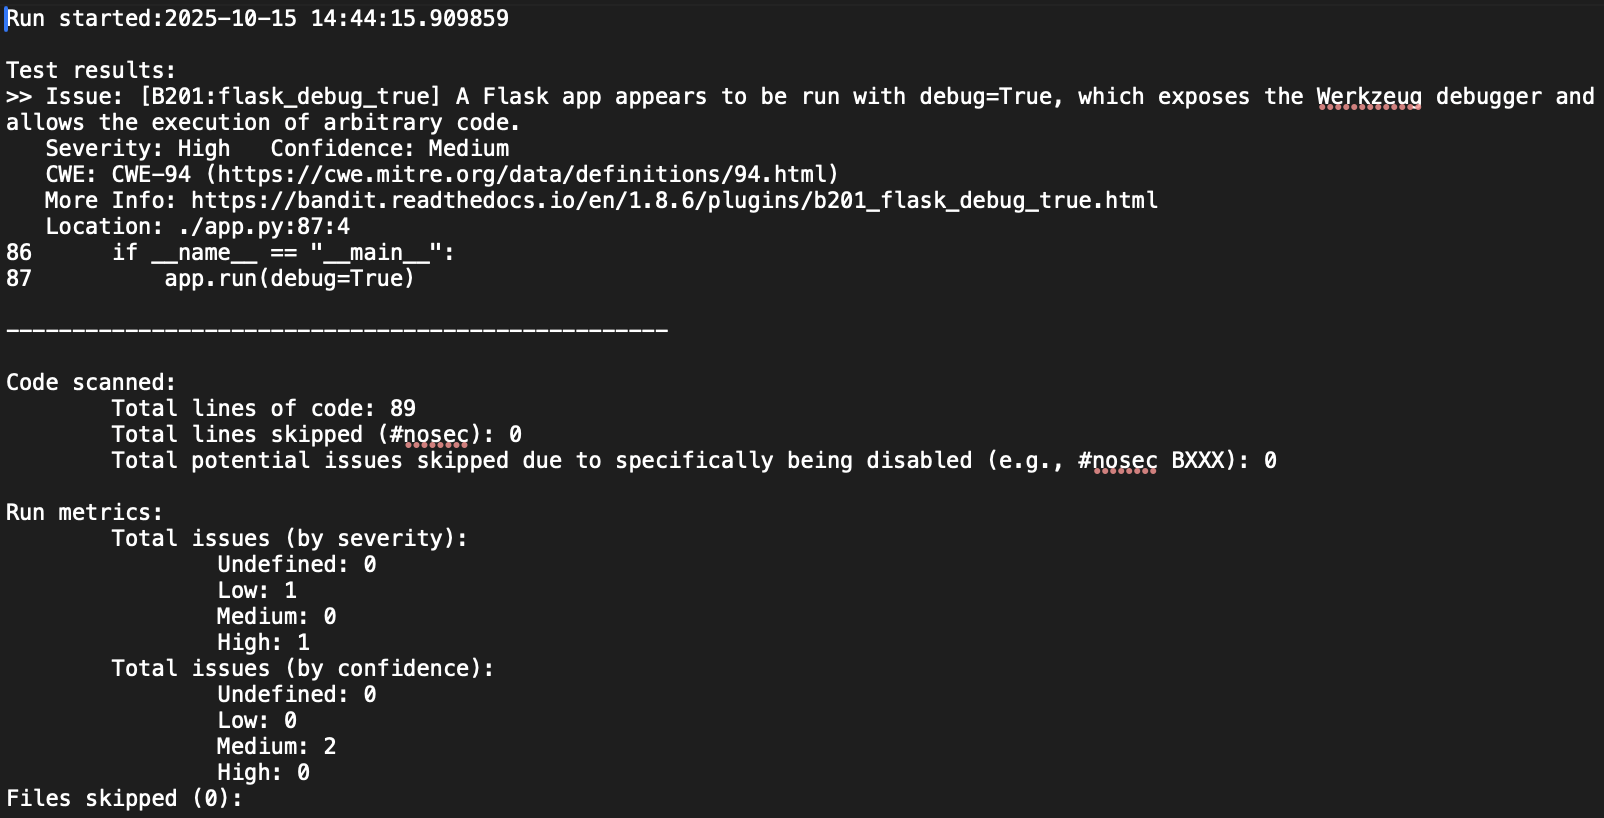 Run started:2025-10-15 14:44:15.909859
Test results:
>> Issue: [B201:flask_debug_true] A Flask app appears to be run with debug=True, which exposes the Werkzeug debugger and
allows the execution of arbitrary code.
   Severity: High   Confidence: Medium
   CWE: CWE-94 (https://cwe.mitre.org/data/definitions/94.html)
   More Info: https://bandit.readthedocs.io/en/1.8.6/plugins/b201_flask_debug_true.html
   Location: ./app.py:87:4
86      if __name__ == "__main__":
87          app.run(debug=True)
--------------------------------------------------
Code scanned:
        Total lines of code: 89
        Total lines skipped (#nosec): 0
        Total potential issues skipped due to specifically being disabled (e.g., #nosec BXXX): 0
Run metrics:
        Total issues (by severity):
                Undefined: 0
                Low: 1
                Medium: 0
                High: 1
        Total issues (by confidence):
                Undefined: 0
                Low: 0
                Medium: 2
                High: 0
Files skipped (0):